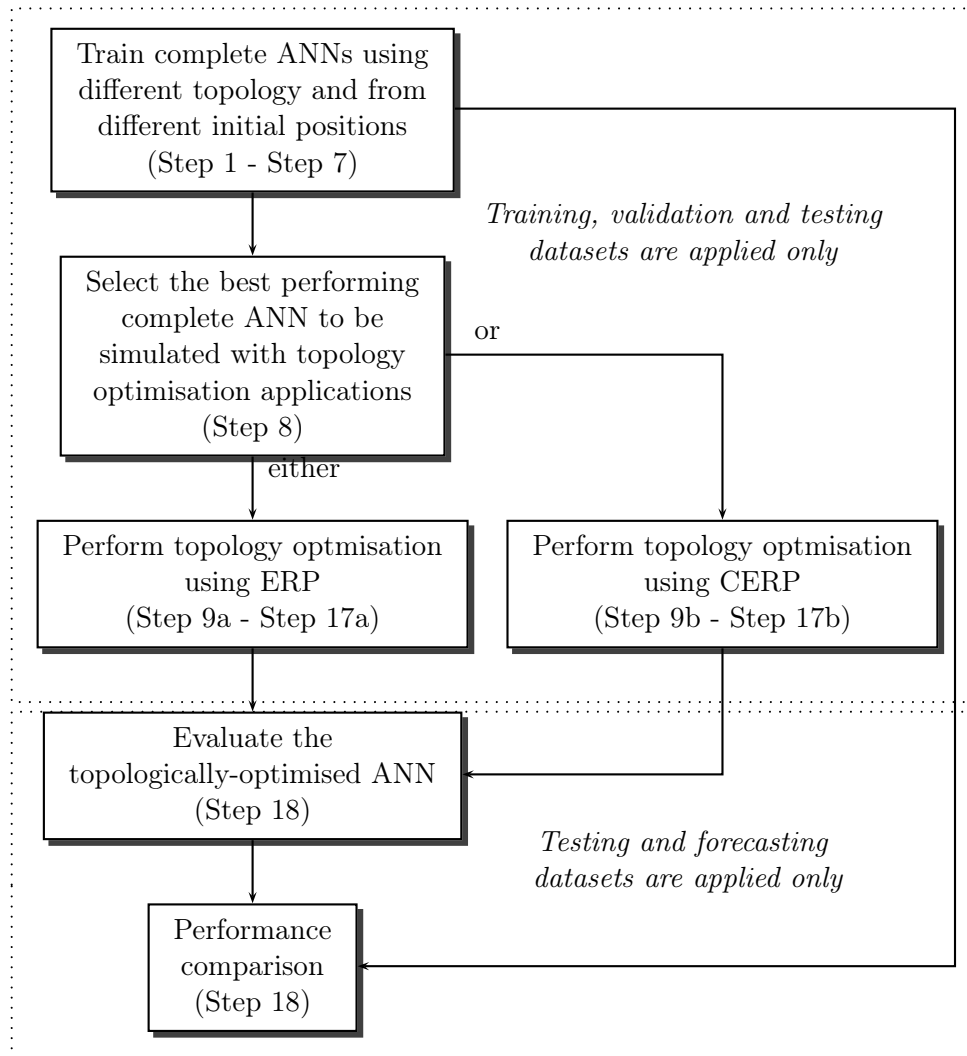 Train complete ANNs using
different topology and from
different initial positions
(Step 1 - Step 7)
Training, validation and testing
datasets are applied only
Select the best performing
complete ANN to be
simulated with topology
optimisation applications
(Step 8)
or
either
Perform topology optmisation
using ERP
(Step 9a - Step 17a)
Perform topology optmisation
using CERP
(Step 9b - Step 17b)
Evaluate the
topologically-optimised ANN
(Step 18)
Testing and forecasting
datasets are applied only
Performance
comparison
(Step 18)